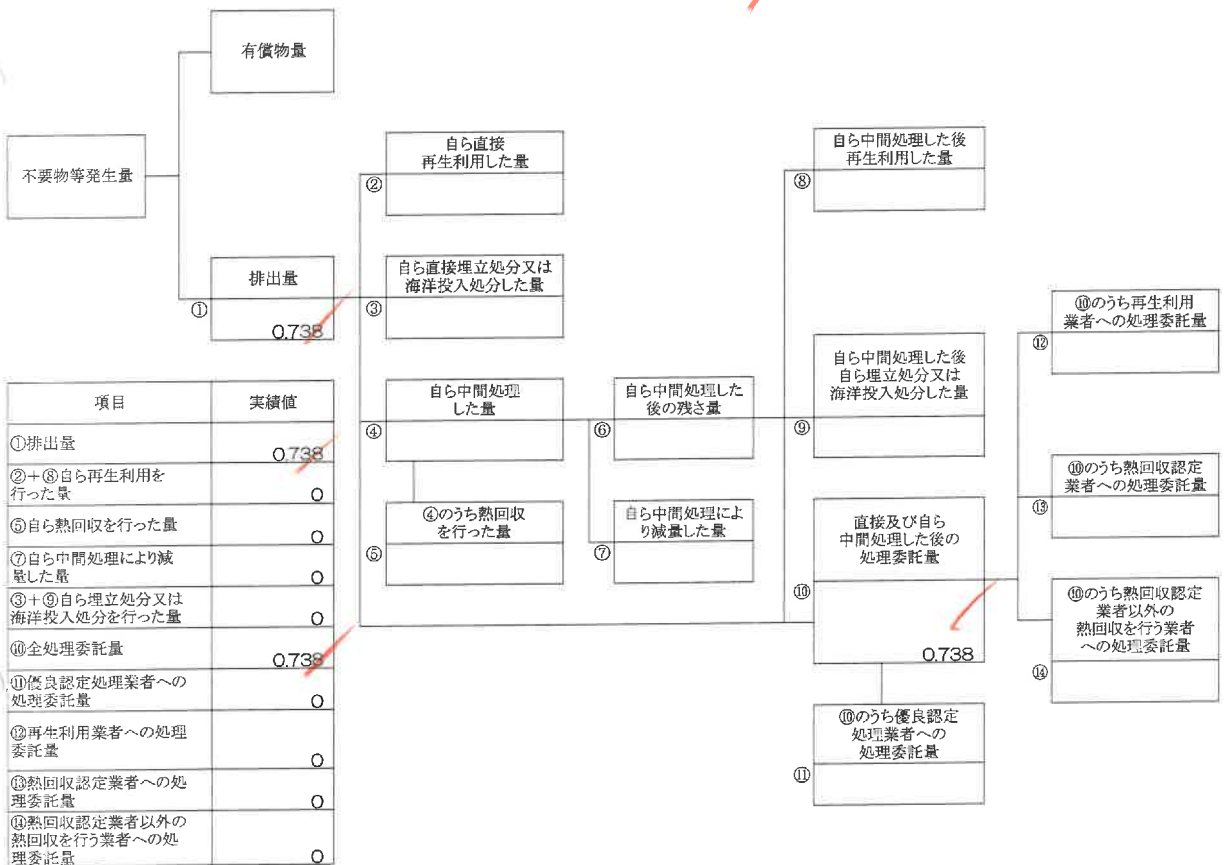 有償物量
不要物等発生量
排出量
①
0.738
自ら直接
再生利用した量
②
自ら直接埋立処分又は
海洋投入処分した量
③
自ら中間処理
した量
④
④のうち熱回収
を行った量
⑤
自ら中間処理した
後の残さ量
⑥
自ら中間処理によ
り減量した量
⑦
自ら中間処理した後
再生利用した量
⑧
自ら中間処理した後
自ら埋立処分又は
海洋投入処分した量
⑨
直接及び自ら
中間処理した後の
処理委託量
⑩
0.738
⑩のうち優良認定
処理業者への
処理委託量
⑪
⑩のうち再生利用
業者への処理委託量
⑫
⑩のうち熱回収認定
業者への処理委託量
⑬
⑩のうち熱回収認定
業者以外の
熱回収を行う業者
への処理委託量
⑭
項目 実績値
①排出量 0.738
②+⑧自ら再生利用を
行った量 0
⑤自ら熱回収を行った量 0
⑦自ら中間処理により減
量した量 0
③+⑨自ら埋立処分又は
海洋投入処分を行った量 0
⑩全処理委託量 0.738
⑪優良認定処理業者への
処理委託量 0
⑫再生利用業者への処理
委託量 0
⑬熱回収認定業者への処
理委託量 0
⑭熱回収認定業者以外の
熱回収を行う業者への処
理委託量 0